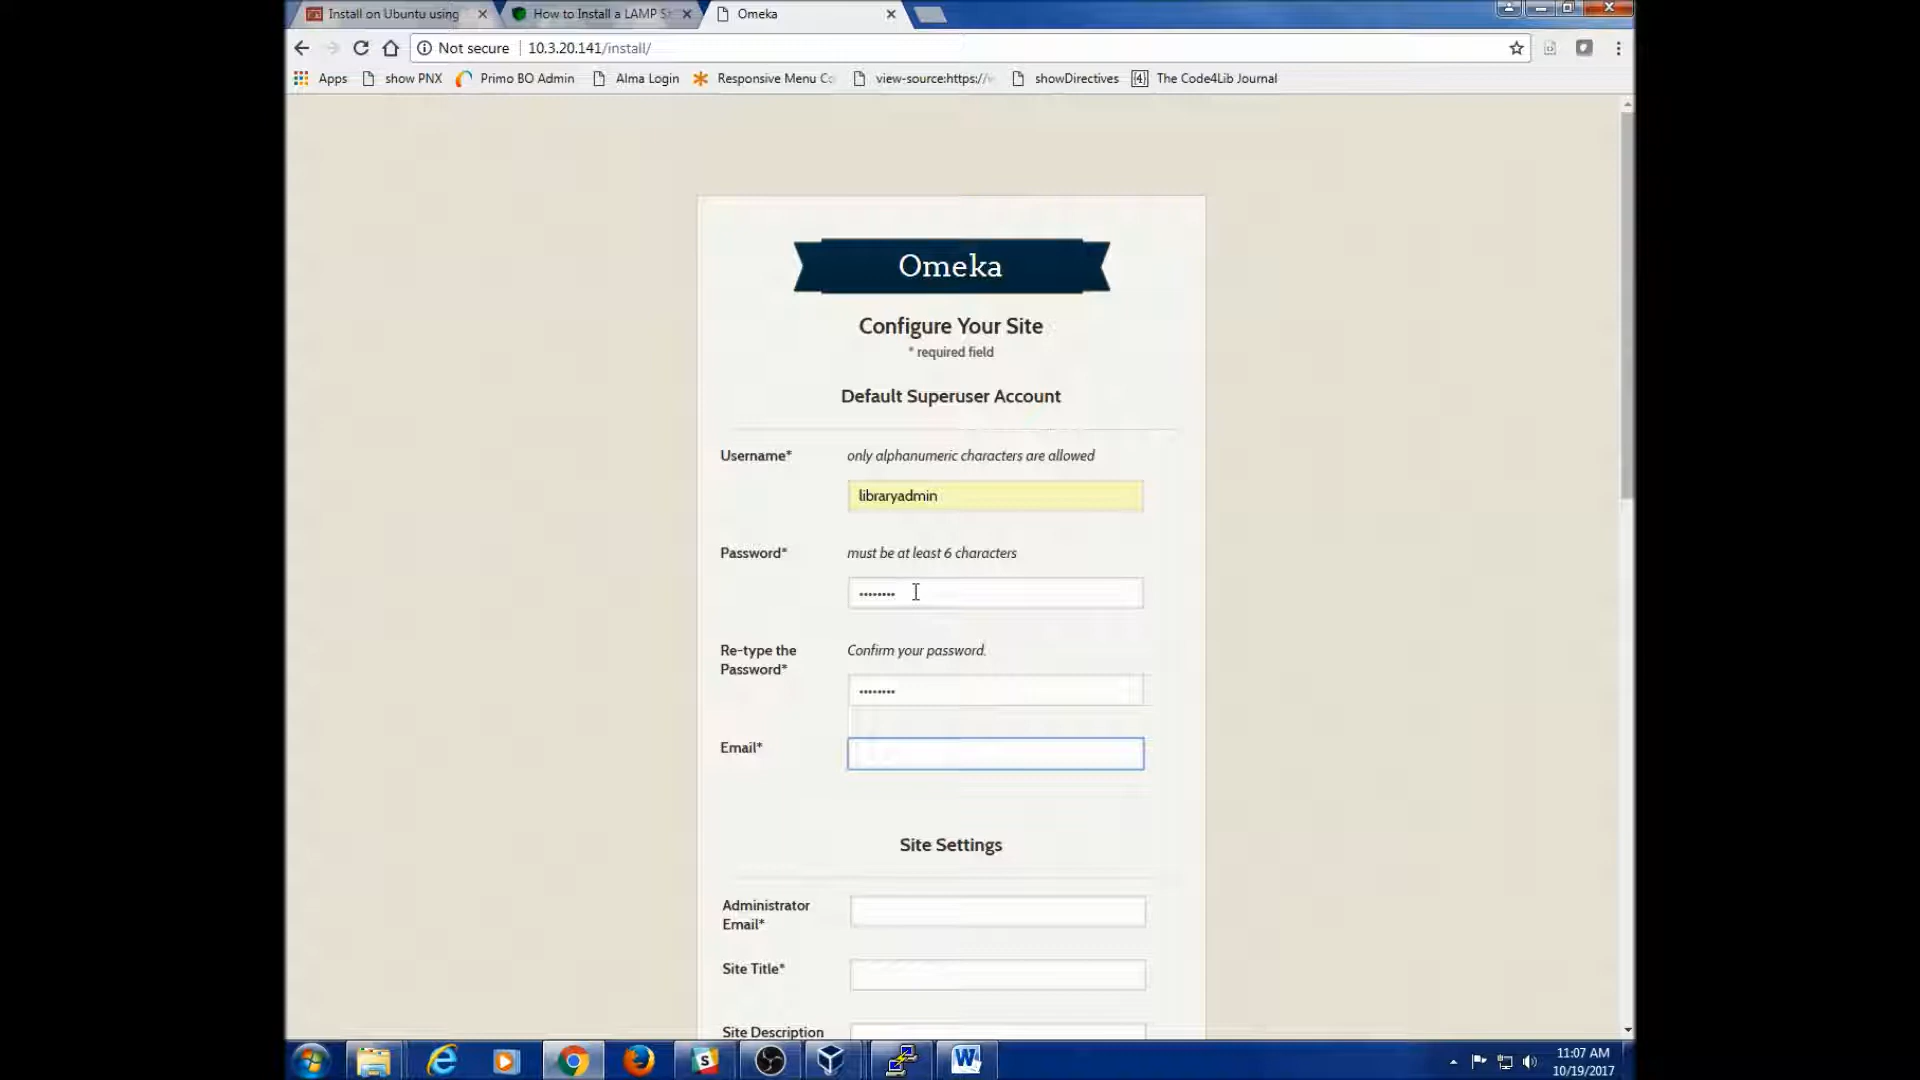 Install on Ubuntu using
How to Install a LAMP S
Omeka
Not secure
10.3.20.141/install/
Apps
show PNX
Primo BO Admin
Alma Login
Responsive Menu Co
view-source:https://
showDirectives
The Code4Lib Journal
Omeka
Configure Your Site
* required field
Default Superuser Account
Username*
only alphanumeric characters are allowed
libraryadmin
Password*
must be at least 6 characters
••••••••
Re-type the
Password*
Confirm your password.
••••••••
Email*
Site Settings
Administrator
Email*
Site Title*
Site Description
11:07 AM
10/19/2017